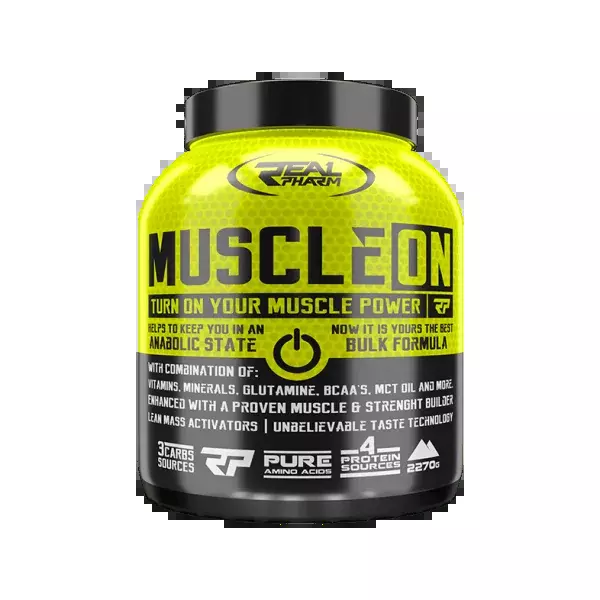 REAL
PHARM
MUSCLE ON
TURN ON YOUR MUSCLE POWER RP
HELPS TO KEEP YOU IN AN
ANABOLIC STATE
NOW IT IS YOURS THE BEST
BULK FORMULA
WITH COMBINATION OF:
VITAMINS, MINERALS, GLUTAMINE, BCAA'S, MCT OIL AND MORE.
ENHANCED WITH A PROVEN MUSCLE & STRENGHT BUILDER
LEAN MASS ACTIVATORS | UNBELIEVABLE TASTE TECHNOLOGY
3 CARBS
SOURCES
RP
PURE
AMINO ACIDS
4
PROTEIN
SOURCES
2270G